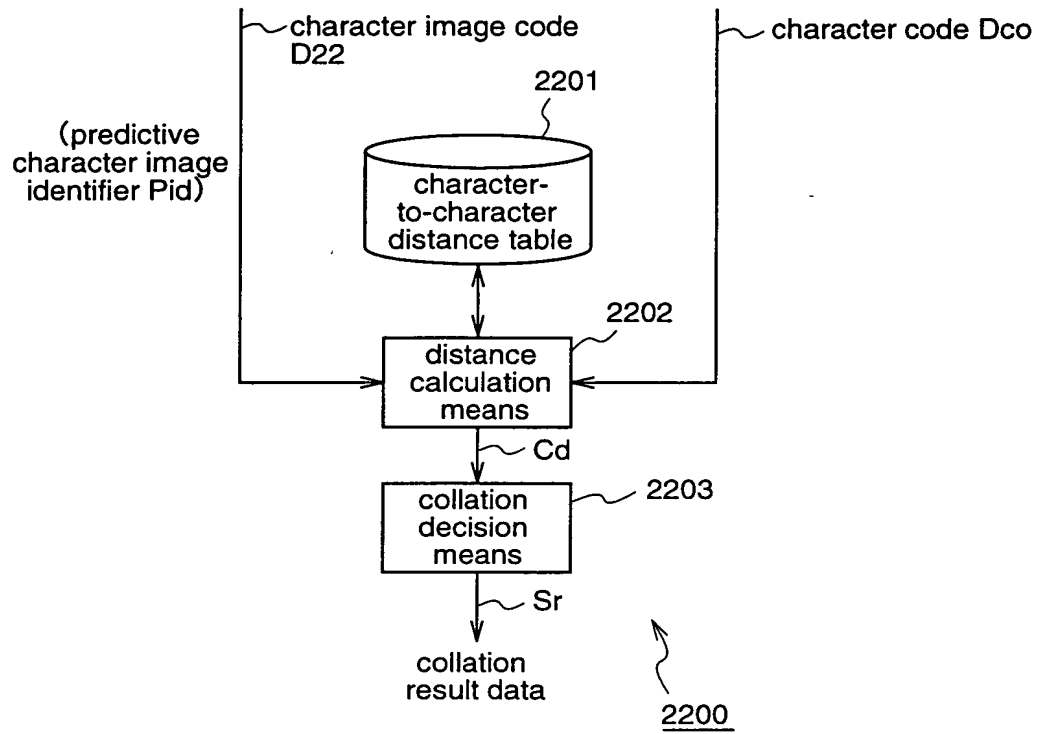 character image code
D22
character code Dco
2201
(predictive
character image
identifier Pid)
character-
to-character
distance table
2202
distance
calculation
means
Cd
2203
collation
decision
means
Sr
collation
result data
2200